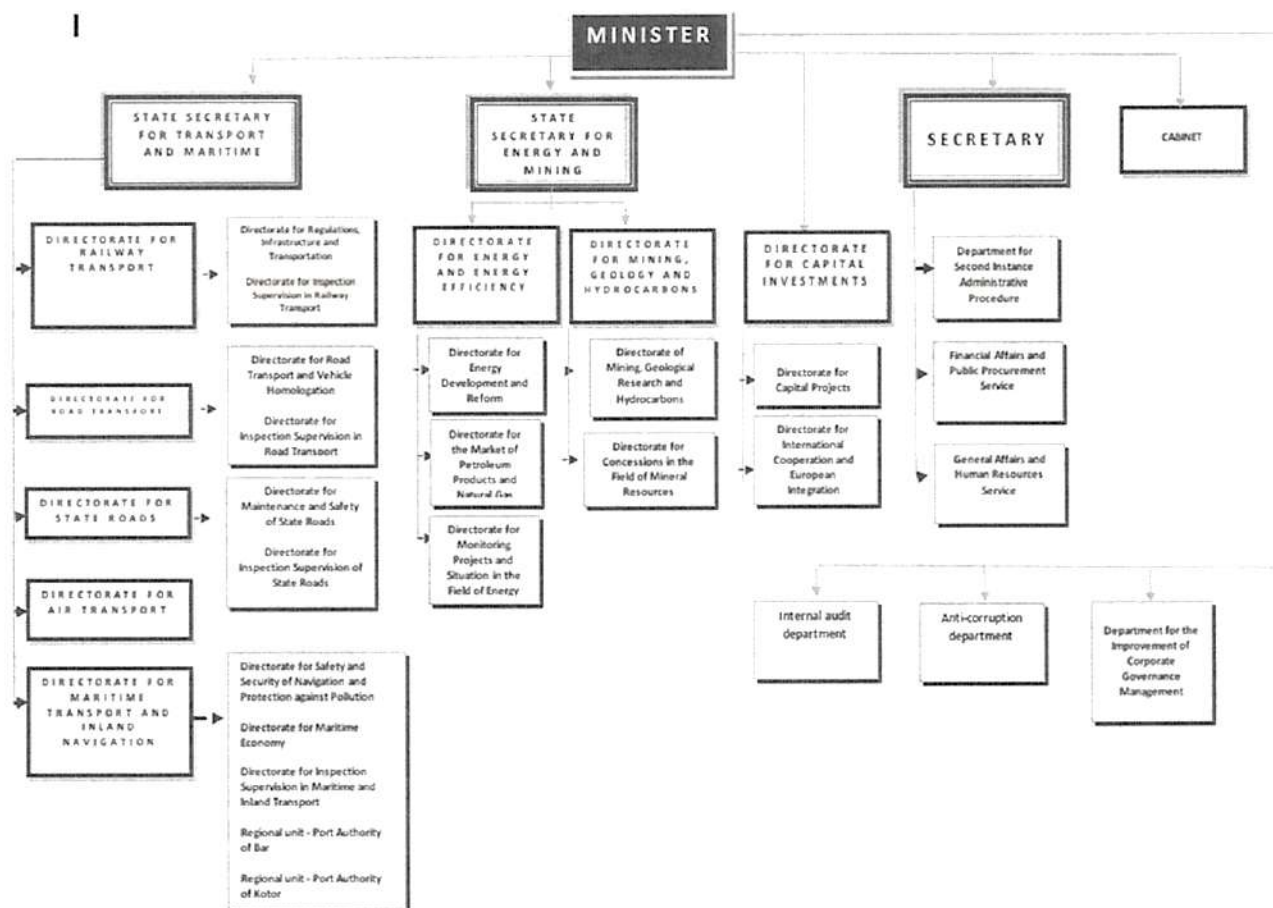 I
MINISTER
STATE SECRETARY
FOR TRANSPORT
AND MARITIME
STATE
SECRETARY FOR
ENERGY AND
MINING
SECRETARY
CABINET
DIRECTORATE FOR
RAILWAY
TRANSPORT
Directorate for Regulations,
Infrastructure and
Transportation
Directorate for Inspection
Supervision in Railway
Transport
DIRECTORATE
FOR ENERGY
AND ENERGY
EFFICIENCY
DIRECTORATE
FOR MINING,
GEOLOGY AND
HYDROCARBONS
DIRECTORATE
FOR CAPITAL
INVESTMENTS
Department for
Second Instance
Administrative
Procedure
DIRECTORATE FOR
ROAD TRANSPORT
Directorate for Road
Transport and Vehicle
Homologation
Directorate for
Inspection Supervision in
Road Transport
Directorate for
Energy
Development and
Reform
Directorate of
Mining, Geological
Research and
Hydrocarbons
Directorate for
Capital Projects
Financial Affairs and
Public Procurement
Service
Directorate for
the Market of
Petroleum
Products and
Natural Gas
Directorate for
Concessions in the
Field of Mineral
Resources
Directorate for
International
Cooperation and
European
Integration
General Affairs and
Human Resources
Service
DIRECTORATE FOR
STATE ROADS
Directorate for
Maintenance and Safety
of State Roads
Directorate for
Inspection Supervision of
State Roads
Directorate for
Monitoring
Projects and
Situation in the
Field of Energy
DIRECTORATE FOR
AIR TRANSPORT
Internal audit
department
Anti-corruption
department
Department for the
Improvement of
Corporate
Governance
Management
DIRECTORATE FOR
MARITIME
TRANSPORT AND
INLAND
NAVIGATION
Directorate for Safety and
Security of Navigation and
Protection against Pollution
Directorate for Maritime
Economy
Directorate for Inspection
Supervision in Maritime and
Inland Transport
Regional unit - Port Authority
of Bar
Regional unit - Port Authority
of Kotor